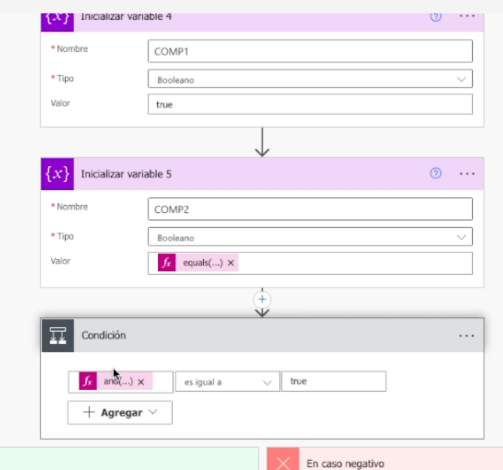 {x} Inicializar variable 4
* Nombre COMP1
* Tipo Booleano
Valor true
{x} Inicializar variable 5
* Nombre COMP2
* Tipo Booleano
Valor fx equals(...) ×
Condición
fx and(...) × es igual a true
+ Agregar
En caso negativo